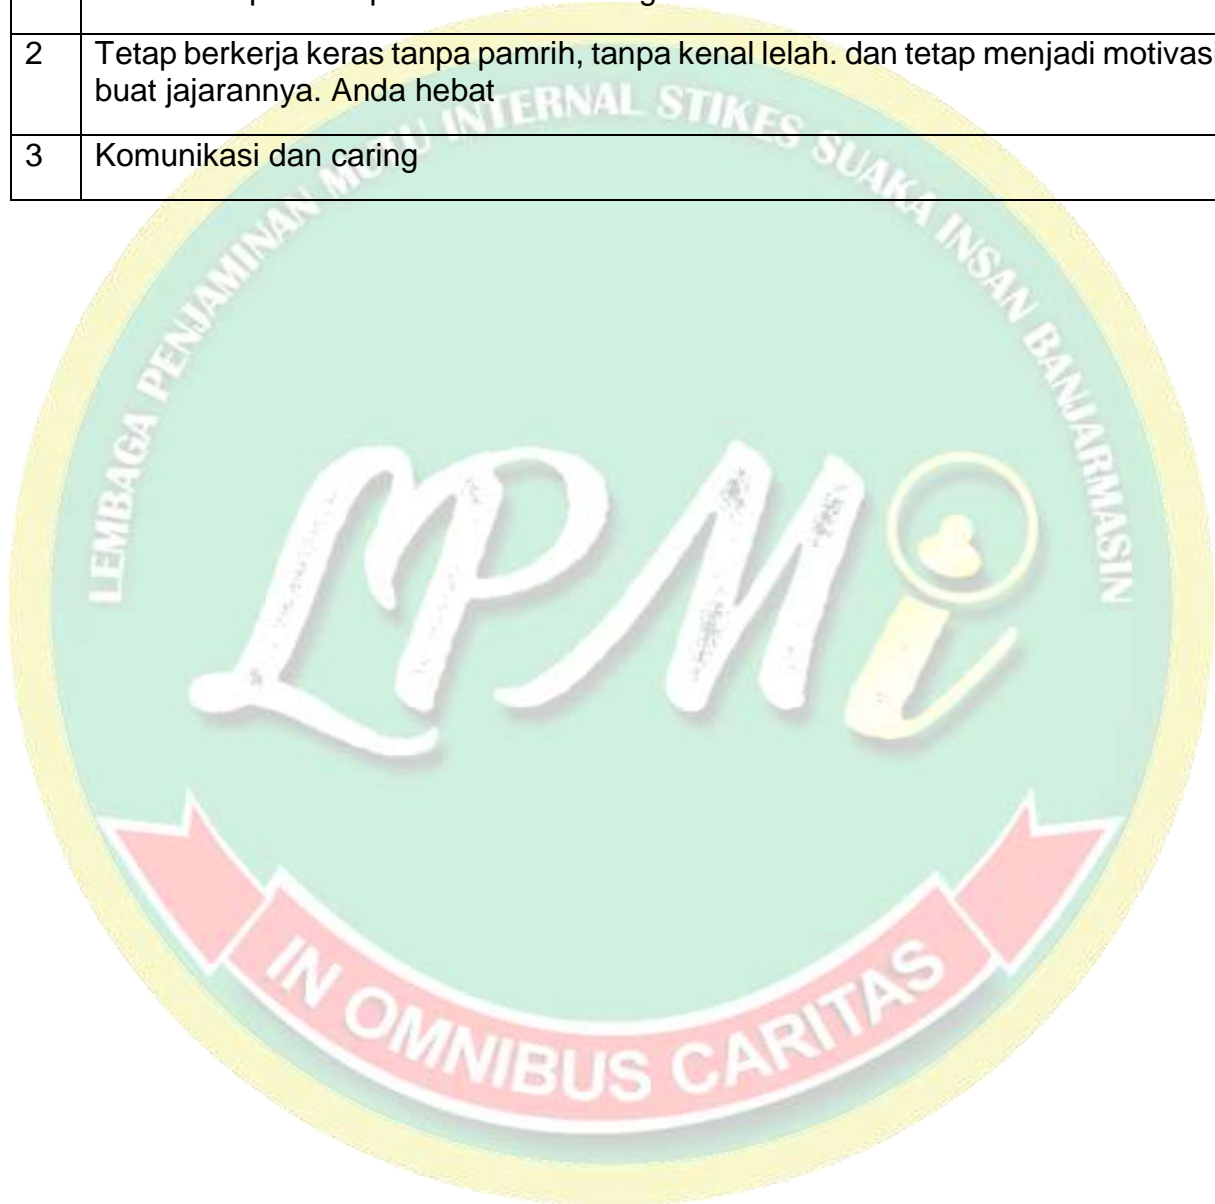 2 Tetap berkerja keras tanpa pamrih, tanpa kenal lelah. dan tetap menjadi motivasi
buat jajarannya. Anda hebat
3 Komunikasi dan caring
LEMBAGA PENJAMINAN MUTU INTERNAL STIKES SUAKA INSAN BANJARMASIN
LPMi
IN OMNIBUS CARITAS